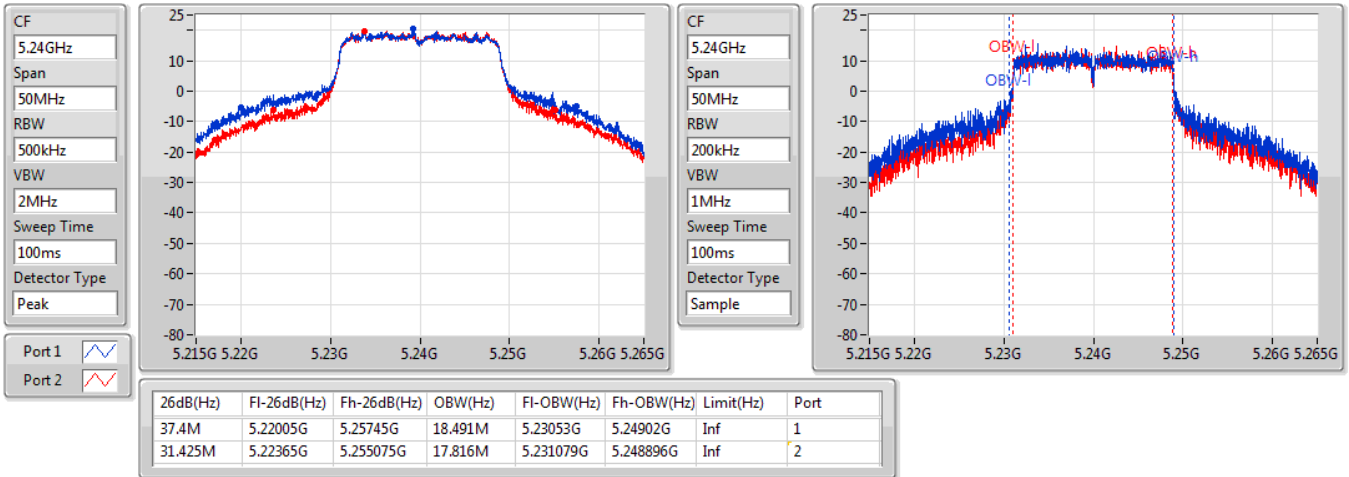 CF
5.24GHz
Span
50MHz
RBW
500kHz
VBW
2MHz
Sweep Time
100ms
Detector Type
Peak
Port 1
Port 2
25
10
0
-10
-20
-30
-40
-50
-60
-70
-80
5.215G 5.22G 5.23G 5.24G 5.25G 5.26G 5.265G
CF
5.24GHz
Span
50MHz
RBW
200kHz
VBW
1MHz
Sweep Time
100ms
Detector Type
Sample
25
10
0
-10
-20
-30
-40
-50
-60
-70
-80
OBW-l
OBW-h
OBW-l
5.215G 5.22G 5.23G 5.24G 5.25G 5.26G 5.265G
26dB(Hz) Fl-26dB(Hz) Fh-26dB(Hz) OBW(Hz) Fl-OBW(Hz) Fh-OBW(Hz) Limit(Hz) Port
37.4M 5.22005G 5.25745G 18.491M 5.23053G 5.24902G Inf 1
31.425M 5.22365G 5.255075G 17.816M 5.231079G 5.248896G Inf 2